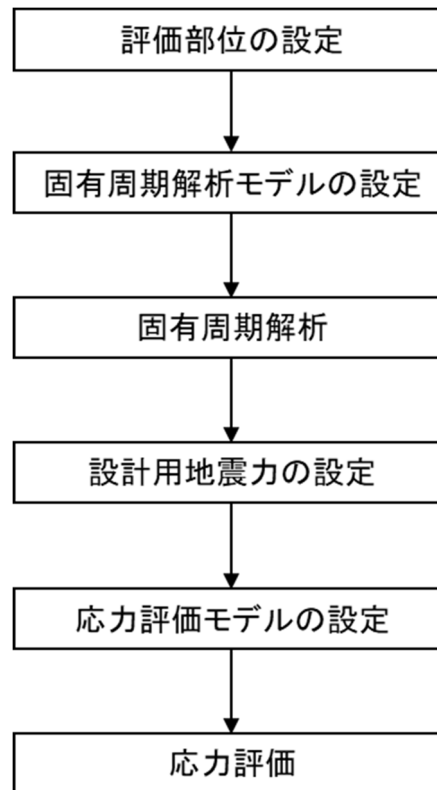 評価部位の設定
固有周期解析モデルの設定
固有周期解析
設計用地震力の設定
応力評価モデルの設定
応力評価